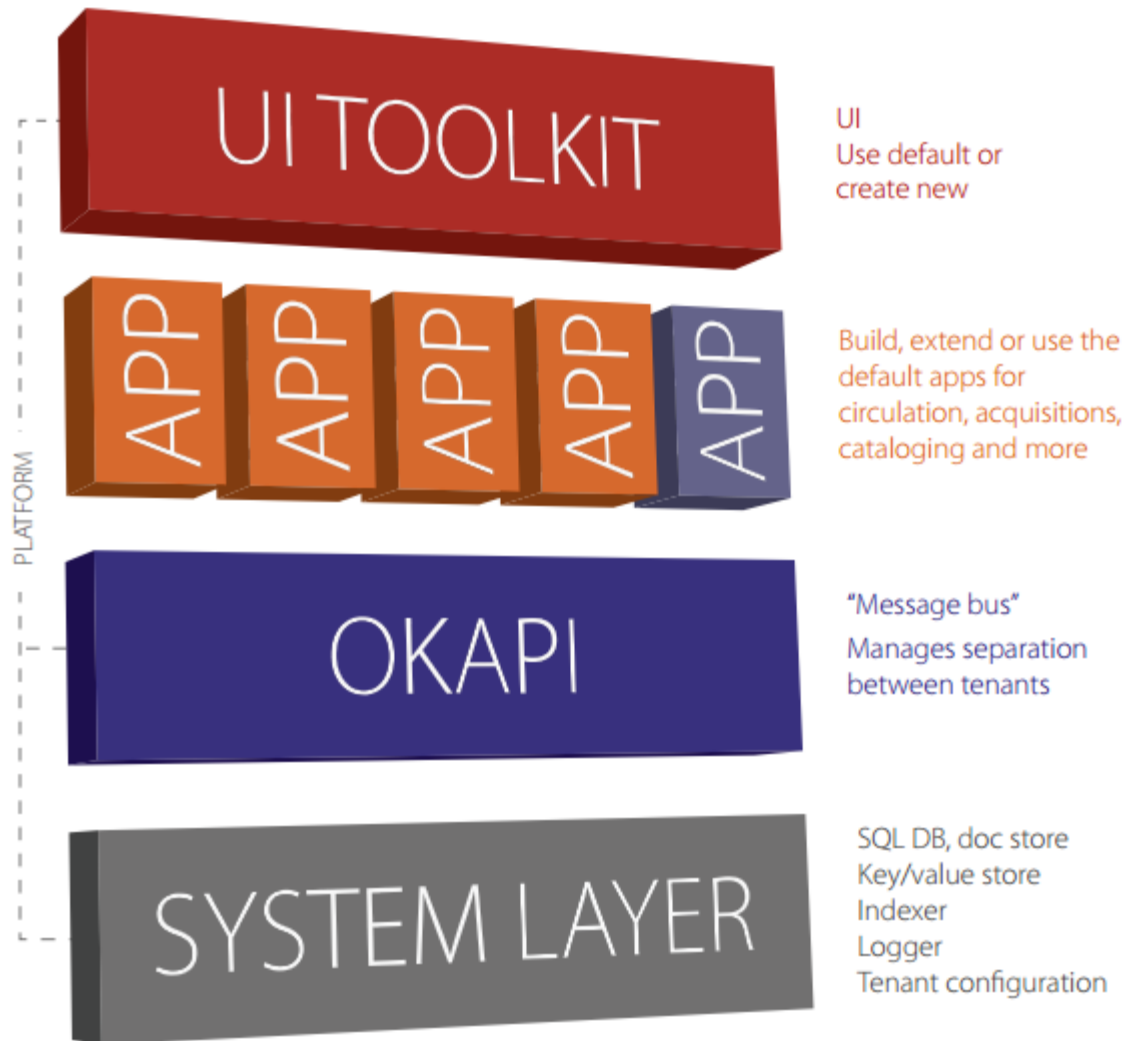 UI TOOLKIT
UI
Use default or
create new
APP
APP
APP
APP
APP
Build, extend or use the
default apps for
circulation, acquisitions,
cataloging and more
PLATFORM
OKAPI
“Message bus”
Manages separation
between tenants
SYSTEM LAYER
SQL DB, doc store
Key/value store
Indexer
Logger
Tenant configuration